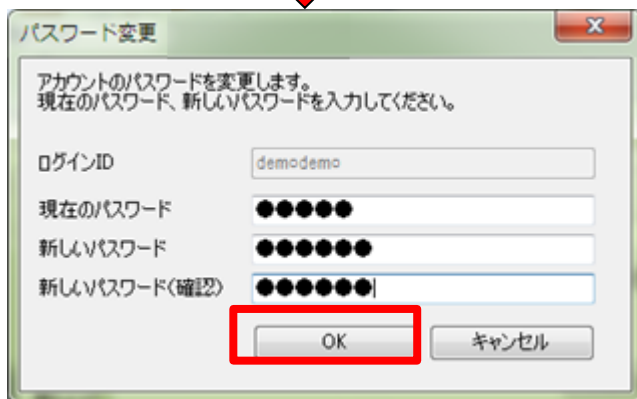 パスワード変更
アカウントのパスワードを変更します。
現在のパスワード、新しいパスワードを入力してください。
ログインID
demodemo
現在のパスワード
●●●●●
新しいパスワード
●●●●●●
新しいパスワード(確認)
●●●●●●
OK
キャンセル